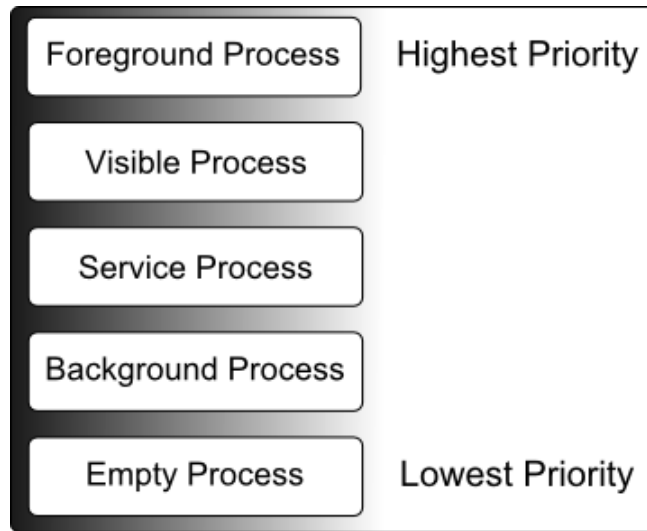 Foreground Process Highest Priority
Visible Process
Service Process
Background Process
Empty Process Lowest Priority